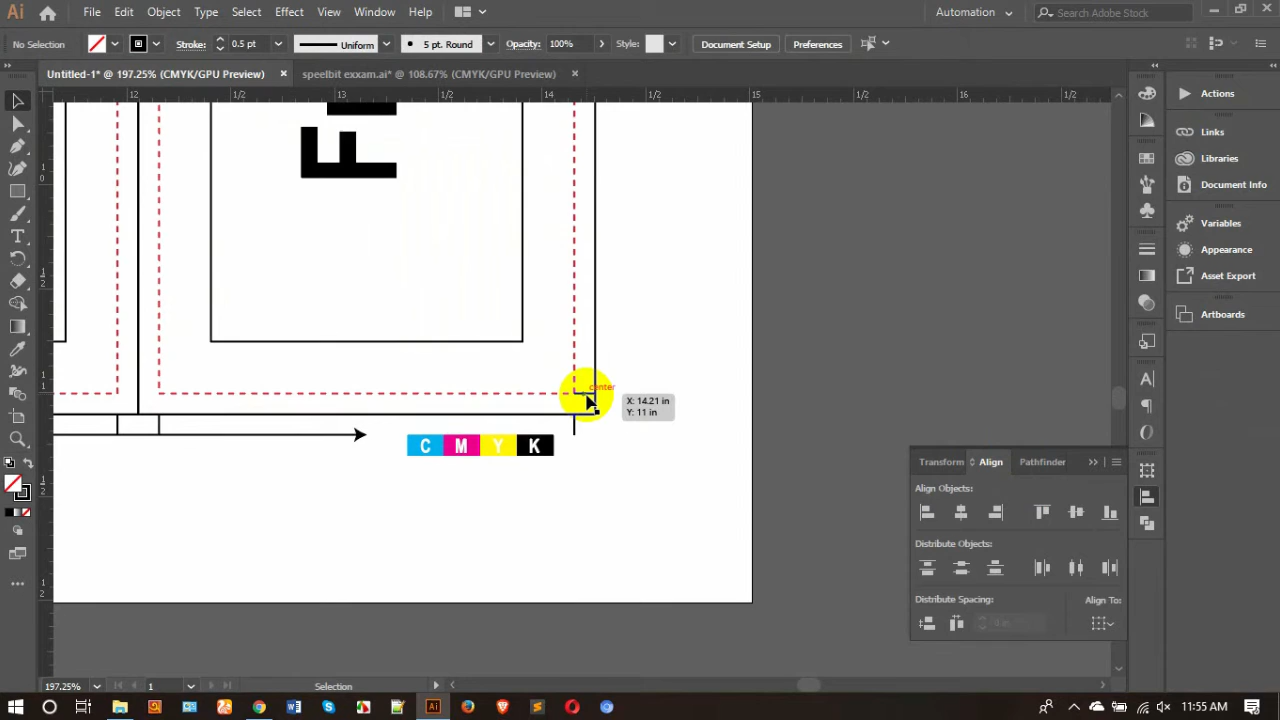 Ai File Edit Object Type Select Effect View Window Help Automation Search Adobe Stock
No Selection Stroke: 0.5 pt Uniform 5 pt. Round Opacity: 100% Style: Document Setup Preferences
Untitled-1* @ 197.25% (CMYK/GPU Preview) speelbit exxam.ai* @ 108.67% (CMYK/GPU Preview)
12 1/2 13 1/2 14 1/2 15 1/2 16 1/2
Actions
Links
Libraries
Document Info
Variables
Appearance
Asset Export
Artboards
center
X: 14.21 in
Y: 11 in
C M Y K
Transform Align Pathfinder
Align Objects:
Distribute Objects:
Distribute Spacing: Align To:
0 in
197.25% 1 Selection
11:55 AM